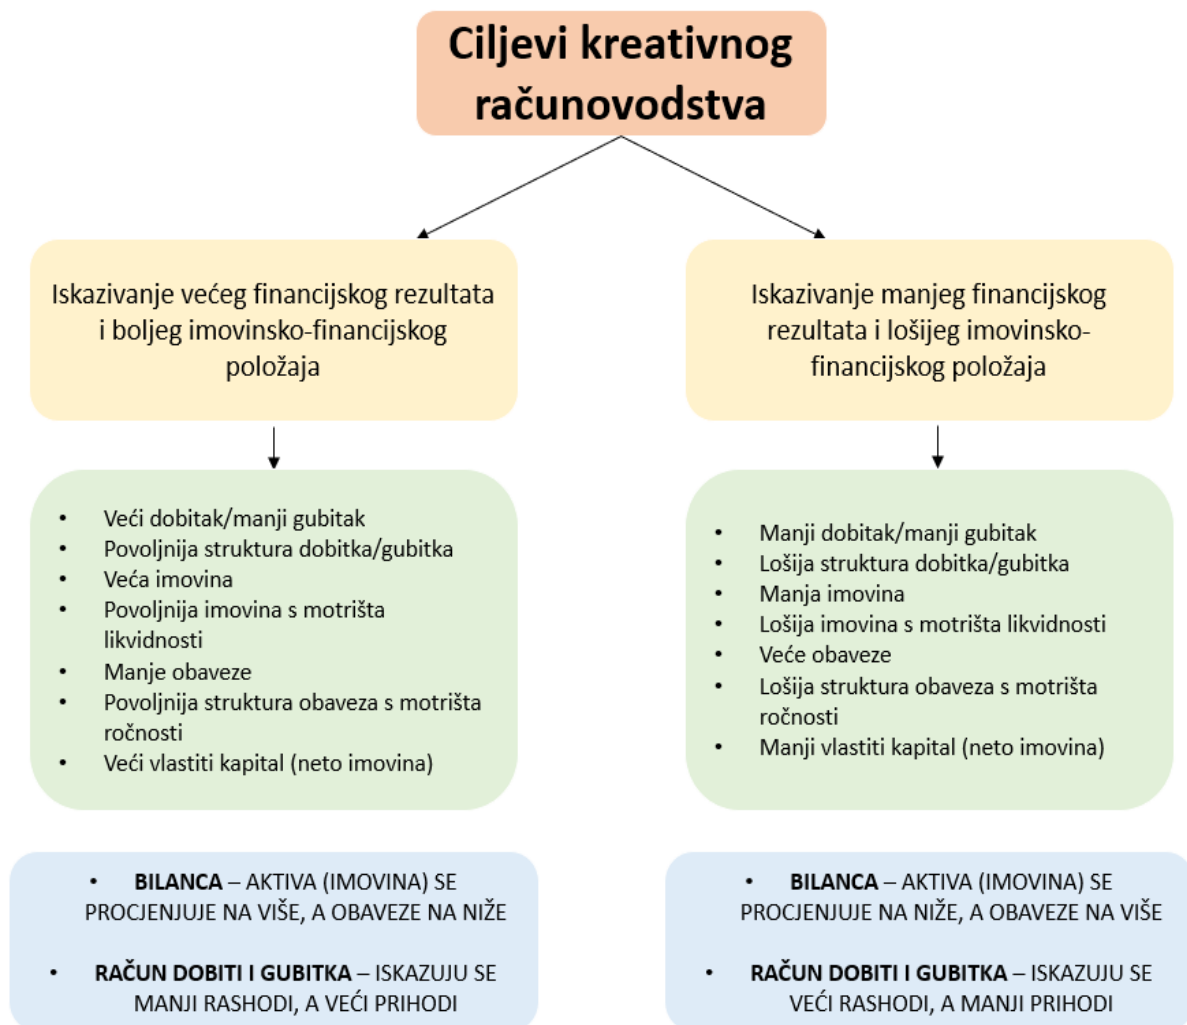 Ciljevi kreativnog
računovodstva
Iskazivanje većeg financijskog rezultata
i boljeg imovinsko-financijskog
položaja
Iskazivanje manjeg financijskog
rezultata i lošijeg imovinsko-
financijskog položaja
• Veći dobitak/manji gubitak
• Povoljnija struktura dobitka/gubitka
• Veća imovina
• Povoljnija imovina s motrišta
likvidnosti
• Manje obaveze
• Povoljnija struktura obaveza s motrišta
ročnosti
• Veći vlastiti kapital (neto imovina)
• Manji dobitak/manji gubitak
• Lošija struktura dobitka/gubitka
• Manja imovina
• Lošija imovina s motrišta likvidnosti
• Veće obaveze
• Lošija struktura obaveza s motrišta
ročnosti
• Manji vlastiti kapital (neto imovina)
• BILANCA – AKTIVA (IMOVINA) SE
PROCJENJUJE NA VIŠE, A OBAVEZE NA NIŽE
• RAČUN DOBITI I GUBITKA – ISKAZUJU SE
MANJI RASHODI, A VEĆI PRIHODI
• BILANCA – AKTIVA (IMOVINA) SE
PROCJENJUJE NA NIŽE, A OBAVEZE NA VIŠE
• RAČUN DOBITI I GUBITKA – ISKAZUJU SE
VEĆI RASHODI, A MANJI PRIHODI